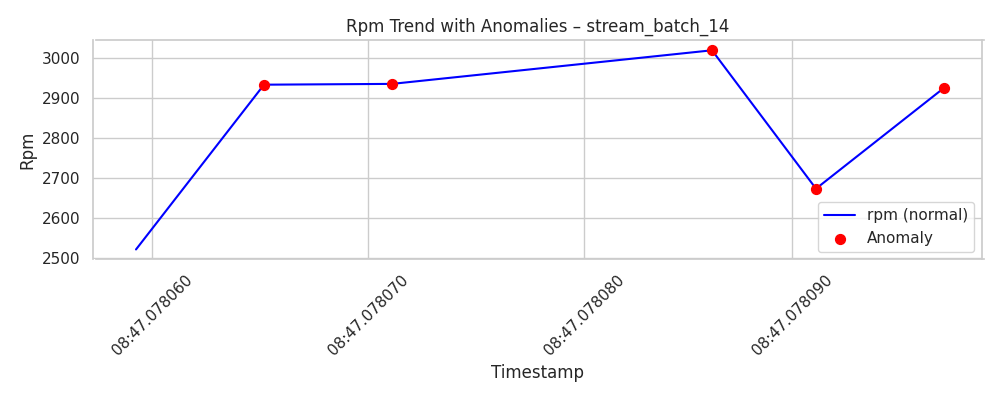 Rpm Trend with Anomalies – stream_batch_14
3000
2900
2800
2700
2600
2500
Rpm
rpm (normal)
Anomaly
08:47.078060
08:47.078070
08:47.078080
08:47.078090
Timestamp